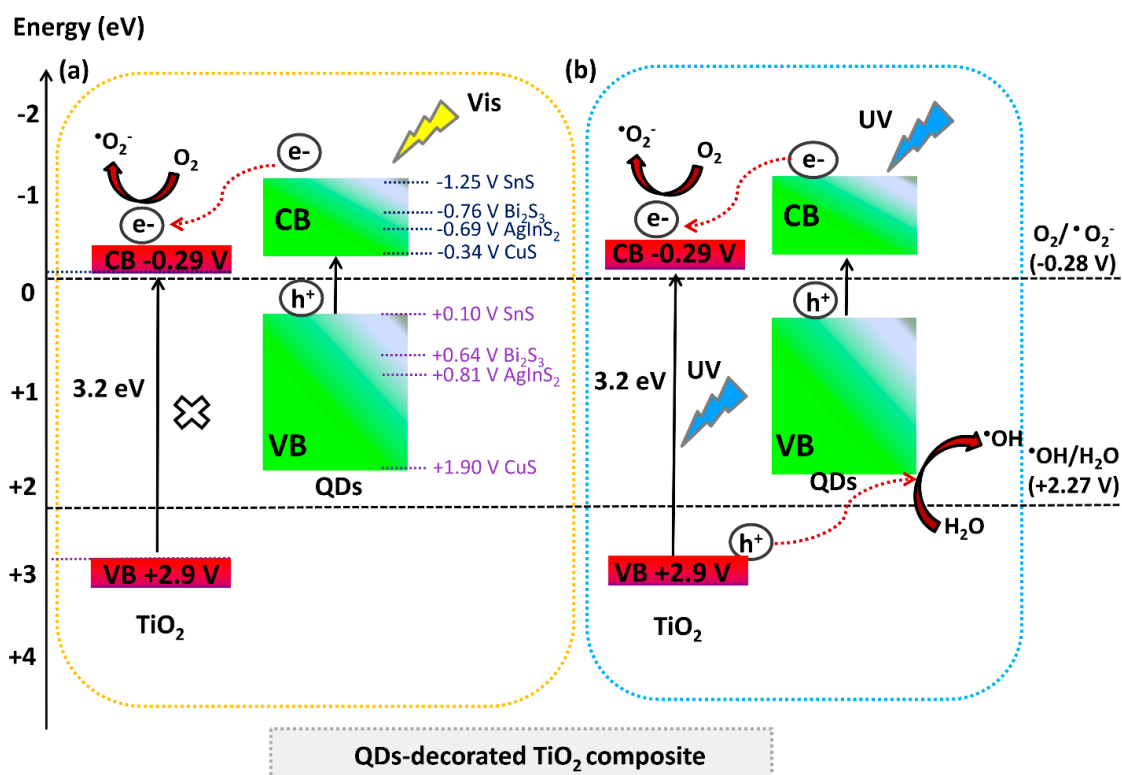 Energy (eV)
(a)
(b)
-2
-1
0
+1
+2
+3
+4
Vis
•O₂⁻
O₂
e-
e-
CB -0.29 V
CB
-1.25 V SnS
-0.76 V Bi₂S₃
-0.69 V AgInS₂
-0.34 V CuS
h⁺
+0.10 V SnS
+0.64 V Bi₂S₃
+0.81 V AgInS₂
+1.90 V CuS
3.2 eV
VB
QDs
VB +2.9 V
TiO₂
UV
•O₂⁻
O₂
e-
e-
CB -0.29 V
CB
O₂/ •O₂⁻
(-0.28 V)
h⁺
3.2 eV
UV
VB
QDs
•OH
•OH/H₂O
(+2.27 V)
H₂O
h⁺
VB +2.9 V
TiO₂
QDs-decorated TiO₂ composite